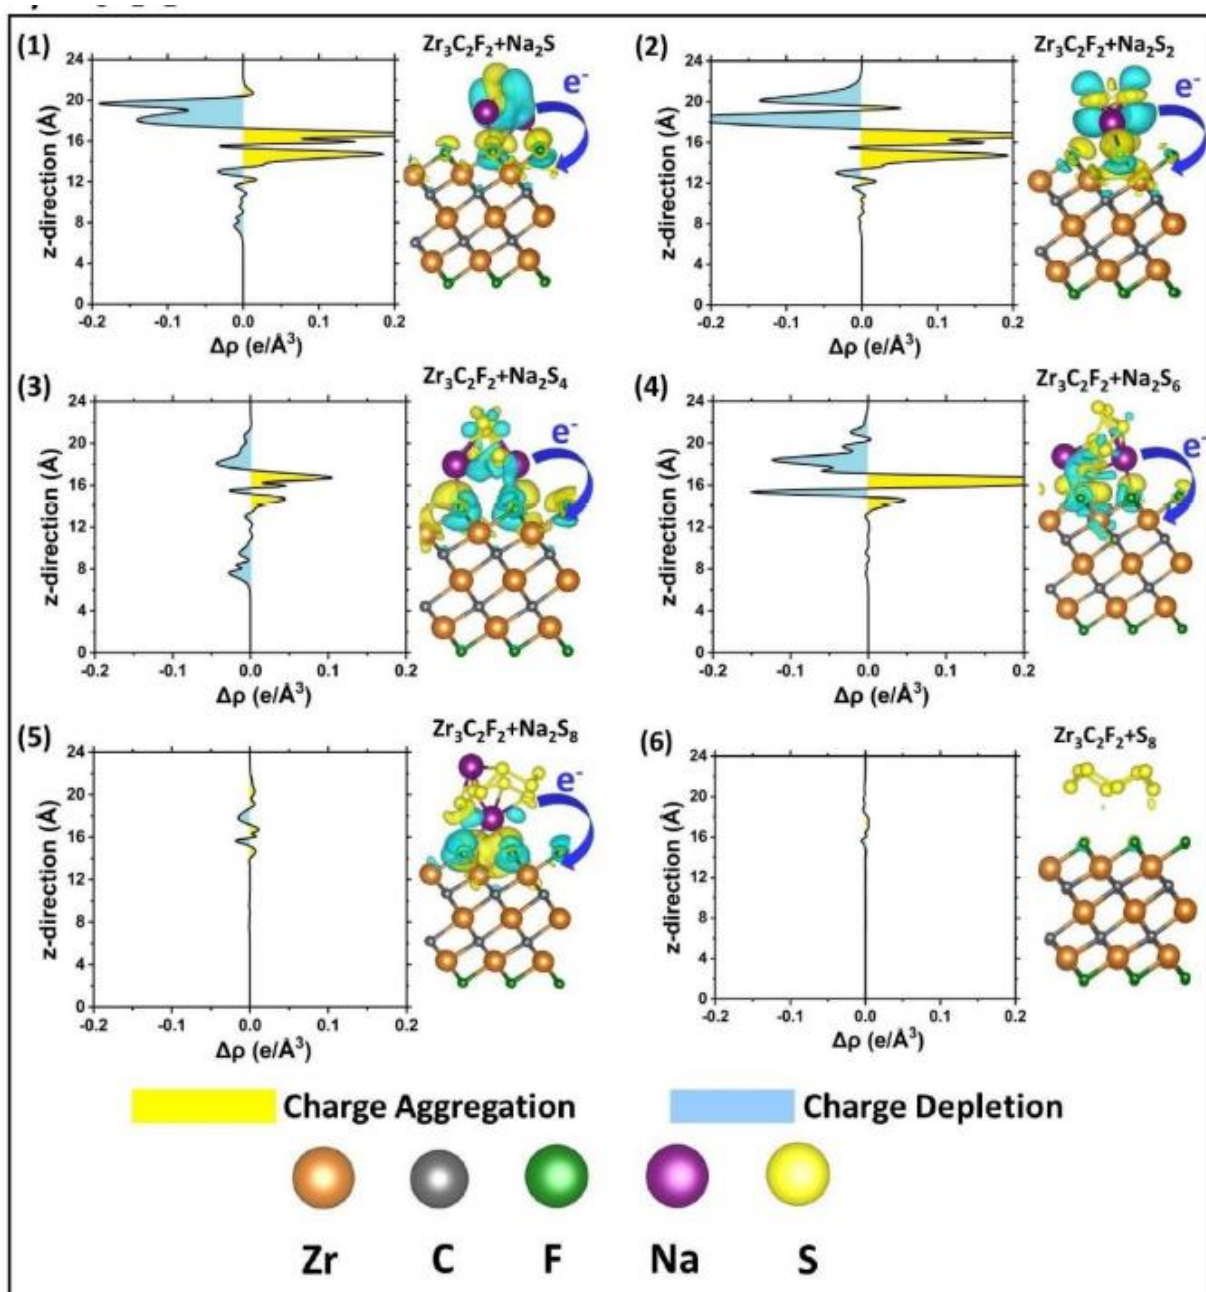 (1)
Zr₃C₂F₂+Na₂S
z-direction (Å)
24
20
16
12
8
4
0
-0.2 -0.1 0.0 0.1 0.2
Δρ (e/Å³)
e⁻
(2)
Zr₃C₂F₂+Na₂S₂
z-direction (Å)
24
20
16
12
8
4
0
-0.2 -0.1 0.0 0.1 0.2
Δρ (e/Å³)
e⁻
(3)
Zr₃C₂F₂+Na₂S₄
z-direction (Å)
24
20
16
12
8
4
0
-0.2 -0.1 0.0 0.1 0.2
Δρ (e/Å³)
e⁻
(4)
Zr₃C₂F₂+Na₂S₆
z-direction (Å)
24
20
16
12
8
4
0
-0.2 -0.1 0.0 0.1 0.2
Δρ (e/Å³)
e⁻
(5)
Zr₃C₂F₂+Na₂S₈
z-direction (Å)
24
20
16
12
8
4
0
-0.2 -0.1 0.0 0.1 0.2
Δρ (e/Å³)
e⁻
(6)
Zr₃C₂F₂+S₈
z-direction (Å)
24
20
16
12
8
4
0
-0.2 -0.1 0.0 0.1 0.2
Δρ (e/Å³)
Charge Aggregation
Charge Depletion
Zr C F Na S